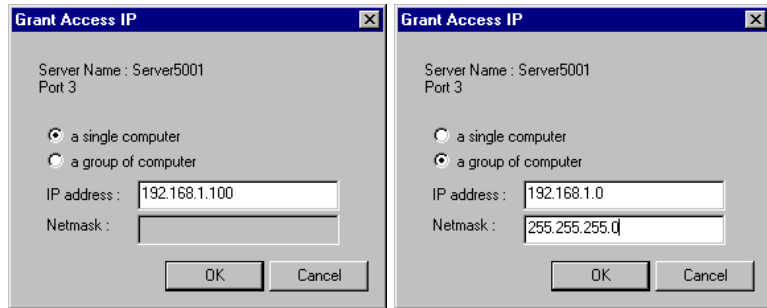 Grant Access IP
Server Name : Server5001
Port 3
a single computer
a group of computer
IP address : 192.168.1.100
Netmask :
OK Cancel
Grant Access IP
Server Name : Server5001
Port 3
a single computer
a group of computer
IP address : 192.168.1.0
Netmask : 255.255.255.0
OK Cancel